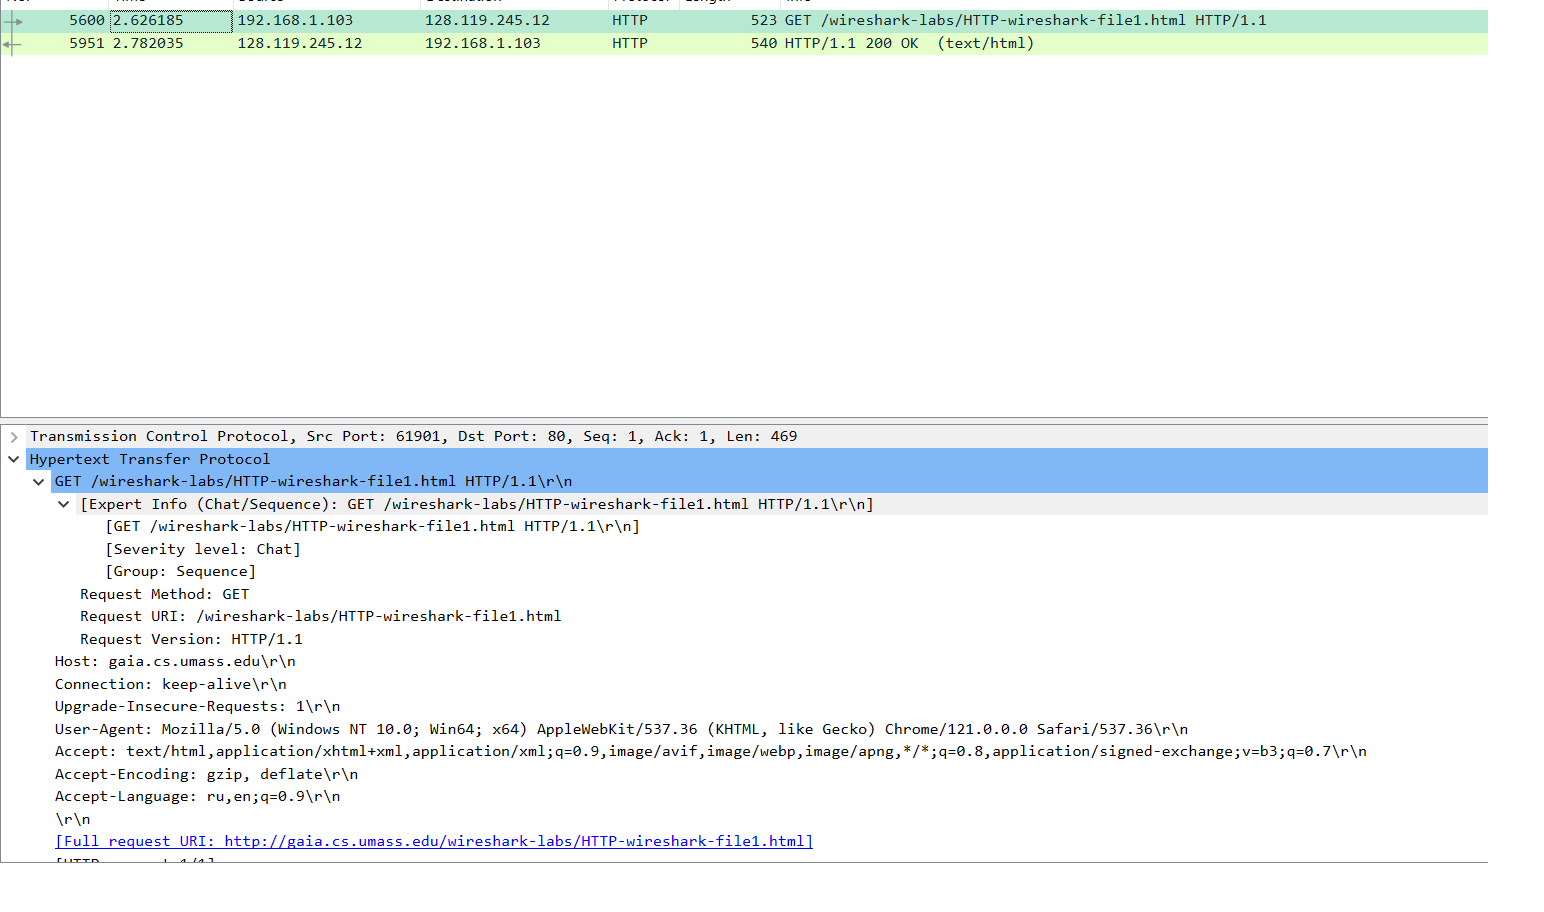 5600 2.626185 192.168.1.103 128.119.245.12 HTTP 523 GET /wireshark-labs/HTTP-wireshark-file1.html HTTP/1.1
5951 2.782035 128.119.245.12 192.168.1.103 HTTP 540 HTTP/1.1 200 OK  (text/html)
Transmission Control Protocol, Src Port: 61901, Dst Port: 80, Seq: 1, Ack: 1, Len: 469
Hypertext Transfer Protocol
GET /wireshark-labs/HTTP-wireshark-file1.html HTTP/1.1\r\n
[Expert Info (Chat/Sequence): GET /wireshark-labs/HTTP-wireshark-file1.html HTTP/1.1\r\n]
[GET /wireshark-labs/HTTP-wireshark-file1.html HTTP/1.1\r\n]
[Severity level: Chat]
[Group: Sequence]
Request Method: GET
Request URI: /wireshark-labs/HTTP-wireshark-file1.html
Request Version: HTTP/1.1
Host: gaia.cs.umass.edu\r\n
Connection: keep-alive\r\n
Upgrade-Insecure-Requests: 1\r\n
User-Agent: Mozilla/5.0 (Windows NT 10.0; Win64; x64) AppleWebKit/537.36 (KHTML, like Gecko) Chrome/121.0.0.0 Safari/537.36\r\n
Accept: text/html,application/xhtml+xml,application/xml;q=0.9,image/avif,image/webp,image/apng,*/*;q=0.8,application/signed-exchange;v=b3;q=0.7\r\n
Accept-Encoding: gzip, deflate\r\n
Accept-Language: ru,en;q=0.9\r\n
\r\n
[Full request URI: http://gaia.cs.umass.edu/wireshark-labs/HTTP-wireshark-file1.html]